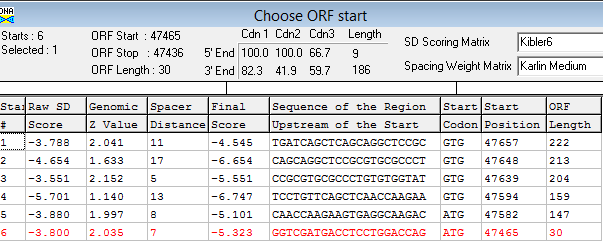 DNA
Choose ORF start
Starts : 6 ORF Start : 47465 Cdn 1 Cdn2 Cdn3 Length SD Scoring Matrix Kibler6
Selected : 1 ORF Stop : 47436 5' End 100.0 100.0 66.7 9
ORF Length : 30 3' End 82.3 41.9 59.7 186 Spacing Weight Matrix Karlin Medium
Star Raw SD Genomic Spacer Final Sequence of the Region Start Start ORF
# Score Z Value Distance Score Upstream of the Start Codon Position Length
1 -3.788 2.041 11 -4.545 TGATCAGCTCAGCAGGCTCCGC GTG 47657 222
2 -4.654 1.633 17 -6.654 CAGCAGGCTCCGCGTGCGCCCT GTG 47648 213
3 -3.551 2.152 5 -5.551 CCGCGTGCGCCCTGTGTGGTAT GTG 47639 204
4 -5.701 1.140 13 -6.747 TCCTGTTCAGCTCAACCAAGAA GTG 47594 159
5 -3.880 1.997 8 -5.101 CAACCAAGAAGTGAGGCAAGAC ATG 47582 147
6 -3.800 2.035 7 -5.323 GGTCGATGACCTCCTGGACCAG ATG 47465 30